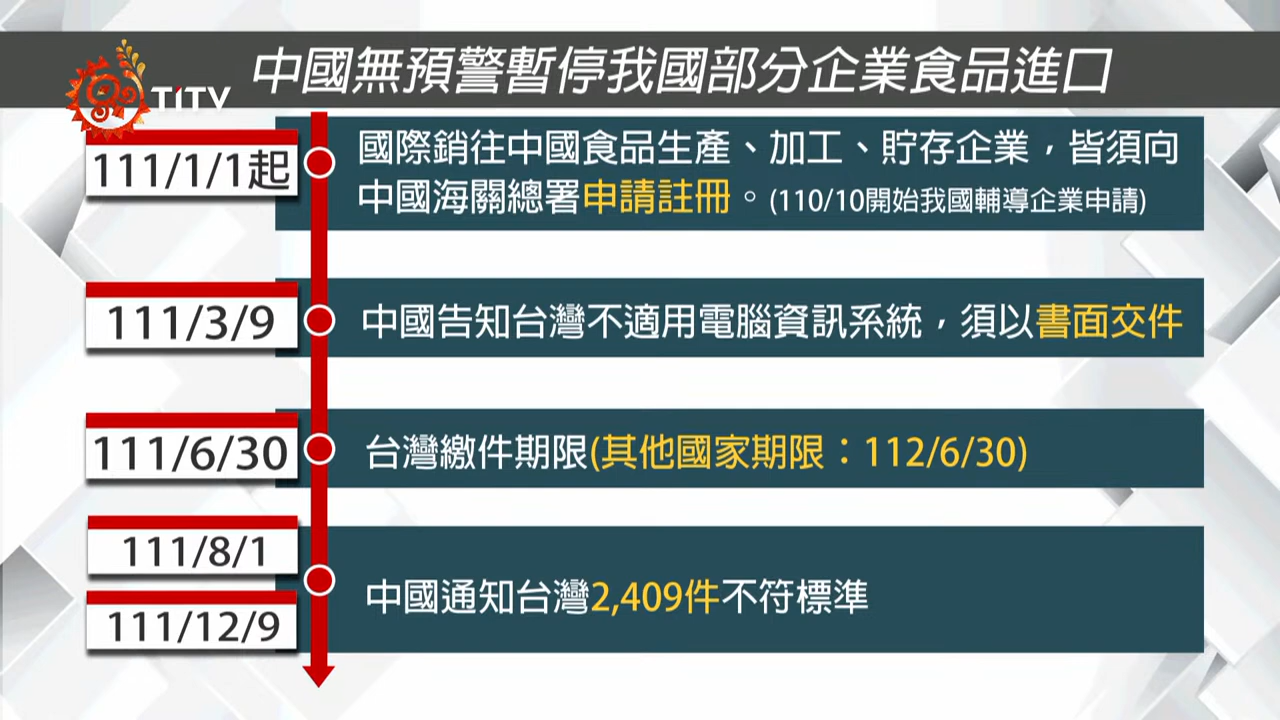 TITV
中國無預警暫停我國部分企業食品進口
111/1/1起
國際銷往中國食品生產、加工、貯存企業，皆須向
中國海關總署申請註冊。(110/10開始我國輔導企業申請)
111/3/9
中國告知台灣不適用電腦資訊系統，須以書面交件
111/6/30
台灣繳件期限(其他國家期限：112/6/30)
111/8/1
111/12/9
中國通知台灣2,409件不符標準